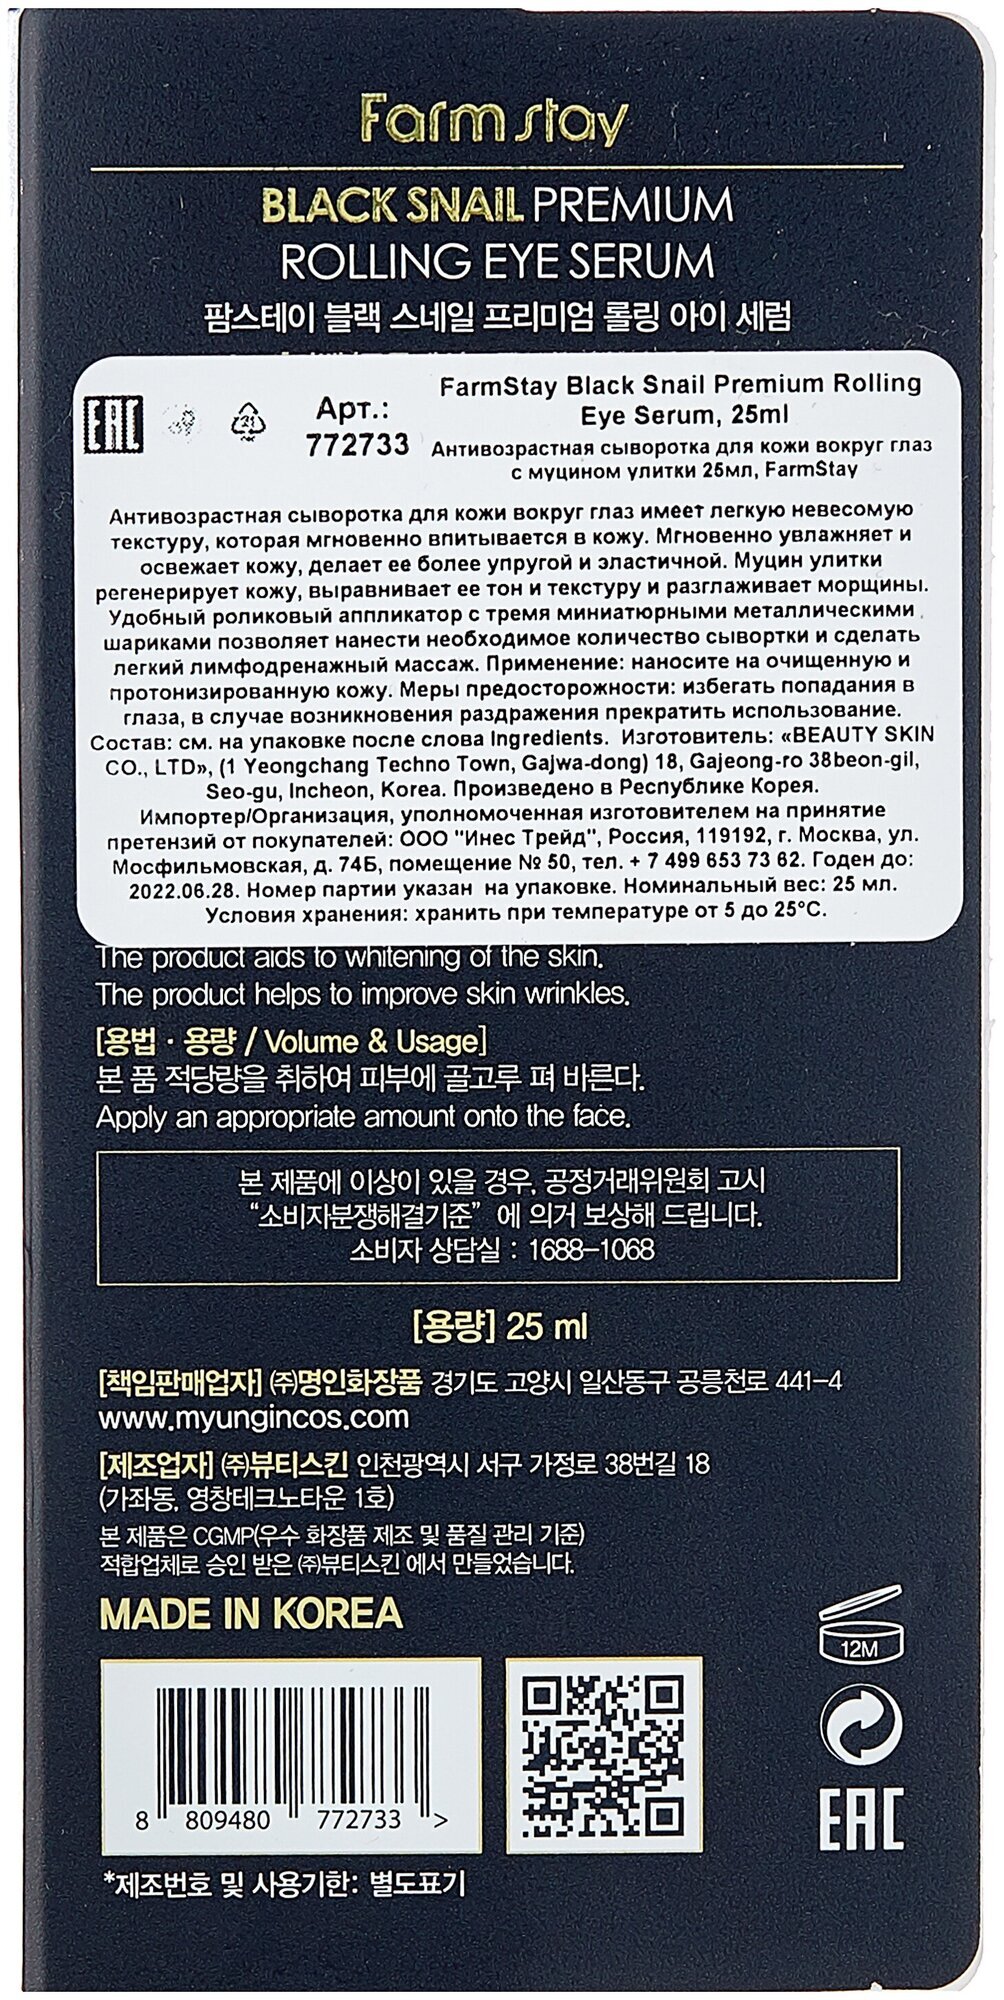 Farm stay
BLACK SNAIL PREMIUM
ROLLING EYE SERUM
팜스테이 블랙 스네일 프리미엄 롤링 아이 세럼
EAC
Арт.:
772733
FarmStay Black Snail Premium Rolling
Eye Serum, 25ml
Антивозрастная сыворотка для кожи вокруг глаз
с муцином улитки 25мл, FarmStay
Антивозрастная сыворотка для кожи вокруг глаз имеет легкую невесомую
текстуру, которая мгновенно впитывается в кожу. Мгновенно увлажняет и
освежает кожу, делает ее более упругой и эластичной. Муцин улитки
регенерирует кожу, выравнивает ее тон и текстуру и разглаживает морщины.
Удобный роликовый аппликатор с тремя миниатюрными металлическими
шариками позволяет нанести необходимое количество сывортки и сделать
легкий лимфодренажный массаж. Применение: наносите на очищенную и
протонизированную кожу. Меры предосторожности: избегать попадания в
глаза, в случае возникновения раздражения прекратить использование.
Состав: см. на упаковке после слова Ingredients. Изготовитель: «BEAUTY SKIN
CO., LTD», (1 Yeongchang Techno Town, Gajwa-dong) 18, Gajeong-ro 38beon-gil,
Seo-gu, Incheon, Korea. Произведено в Республике Корея.
Импортер/Организация, уполномоченная изготовителем на принятие
претензий от покупателей: ООО "Инес Трейд", Россия, 119192, г. Москва, ул.
Мосфильмовская, д. 74Б, помещение № 50, тел. + 7 499 653 73 62. Годен до:
2022.06.28. Номер партии указан на упаковке. Номинальный вес: 25 мл.
Условия хранения: хранить при температуре от 5 до 25°С.
The product aids to whitening of the skin.
The product helps to improve skin wrinkles.
[용법 · 용량 / Volume & Usage]
본 품 적당량을 취하여 피부에 골고루 펴 바른다.
Apply an appropriate amount onto the face.
본 제품에 이상이 있을 경우, 공정거래위원회 고시
“소비자분쟁해결기준” 에 의거 보상해 드립니다.
소비자 상담실 : 1688-1068
[용량] 25 ml
[책임판매업자] ㈜명인화장품 경기도 고양시 일산동구 공릉천로 441-4
www.myungincos.com
[제조업자] ㈜뷰티스킨 인천광역시 서구 가정로 38번길 18
(가좌동, 영창테크노타운 1호)
본 제품은 CGMP(우수 화장품 제조 및 품질 관리 기준)
적합업체로 승인 받은 ㈜뷰티스킨 에서 만들었습니다.
MADE IN KOREA
12M
8 809480 772733 >
EAC
*제조번호 및 사용기한: 별도표기